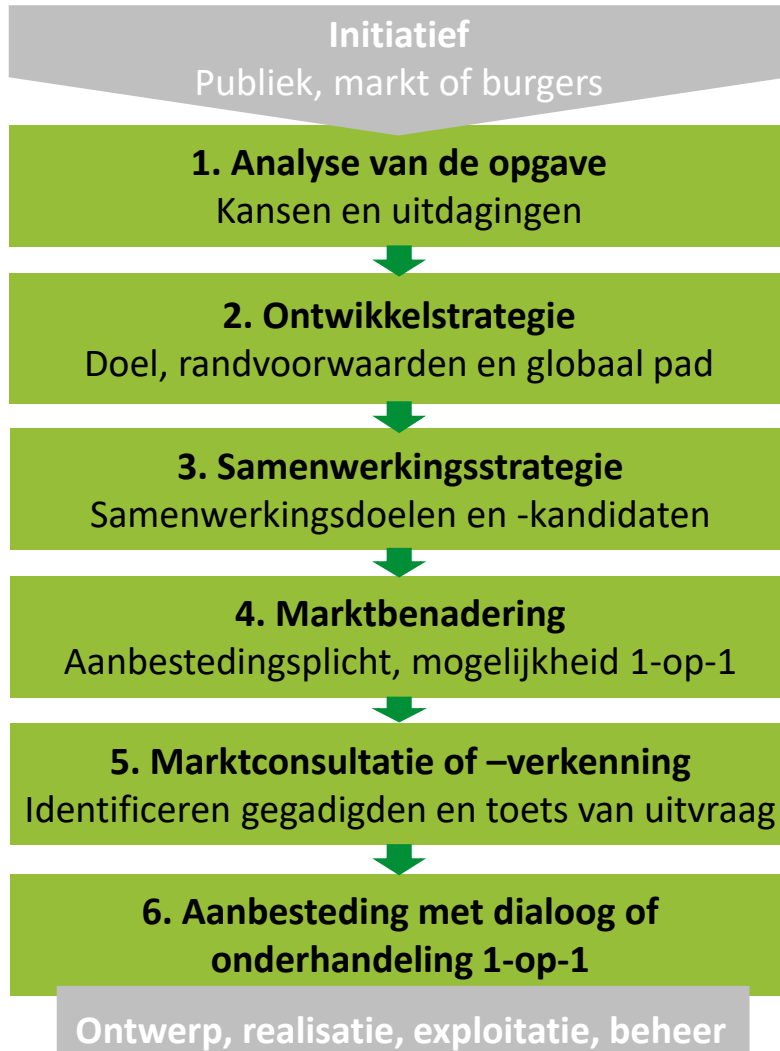 Initiatief
Publiek, markt of burgers
1. Analyse van de opgave
Kansen en uitdagingen
2. Ontwikkelstrategie
Doel, randvoorwaarden en globaal pad
3. Samenwerkingsstrategie
Samenwerkingsdoelen en -kandidaten
4. Marktbenadering
Aanbestedingsplicht, mogelijkheid 1-op-1
5. Marktconsultatie of –verkenning
Identificeren gegadigden en toets van uitvraag
6. Aanbesteding met dialoog of
onderhandeling 1-op-1
Ontwerp, realisatie, exploitatie, beheer